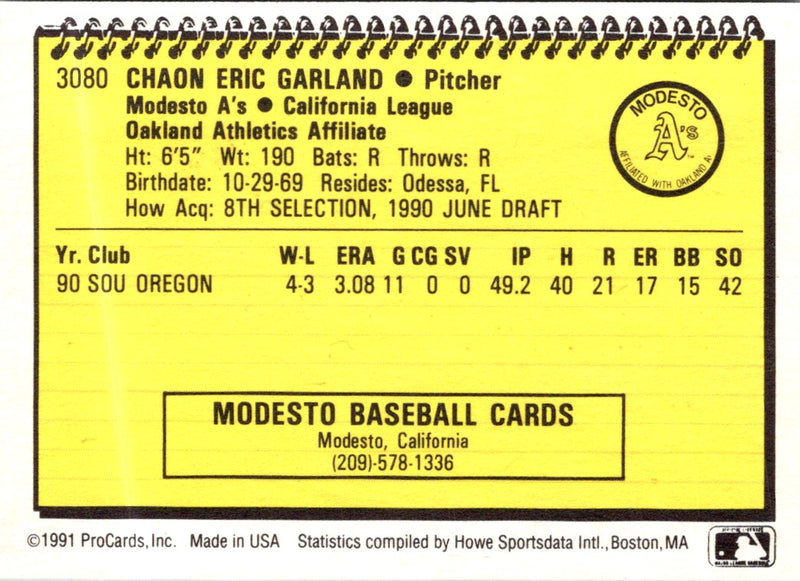 3080 CHAON ERIC GARLAND ● Pitcher
Modesto A's ● California League
Oakland Athletics Affiliate
Ht: 6'5" Wt: 190 Bats: R Throws: R
Birthdate: 10-29-69 Resides: Odessa, FL
How Acq: 8TH SELECTION, 1990 JUNE DRAFT
MODESTO
A's
TM
AFFILIATED WITH OAKLAND A's
Yr. Club W-L ERA G CG SV IP H R ER BB SO
90 SOU OREGON 4-3 3.08 11 0 0 49.2 40 21 17 15 42
MODESTO BASEBALL CARDS
Modesto, California
(209)-578-1336
©1991 ProCards, Inc. Made in USA Statistics compiled by Howe Sportsdata Intl., Boston, MA